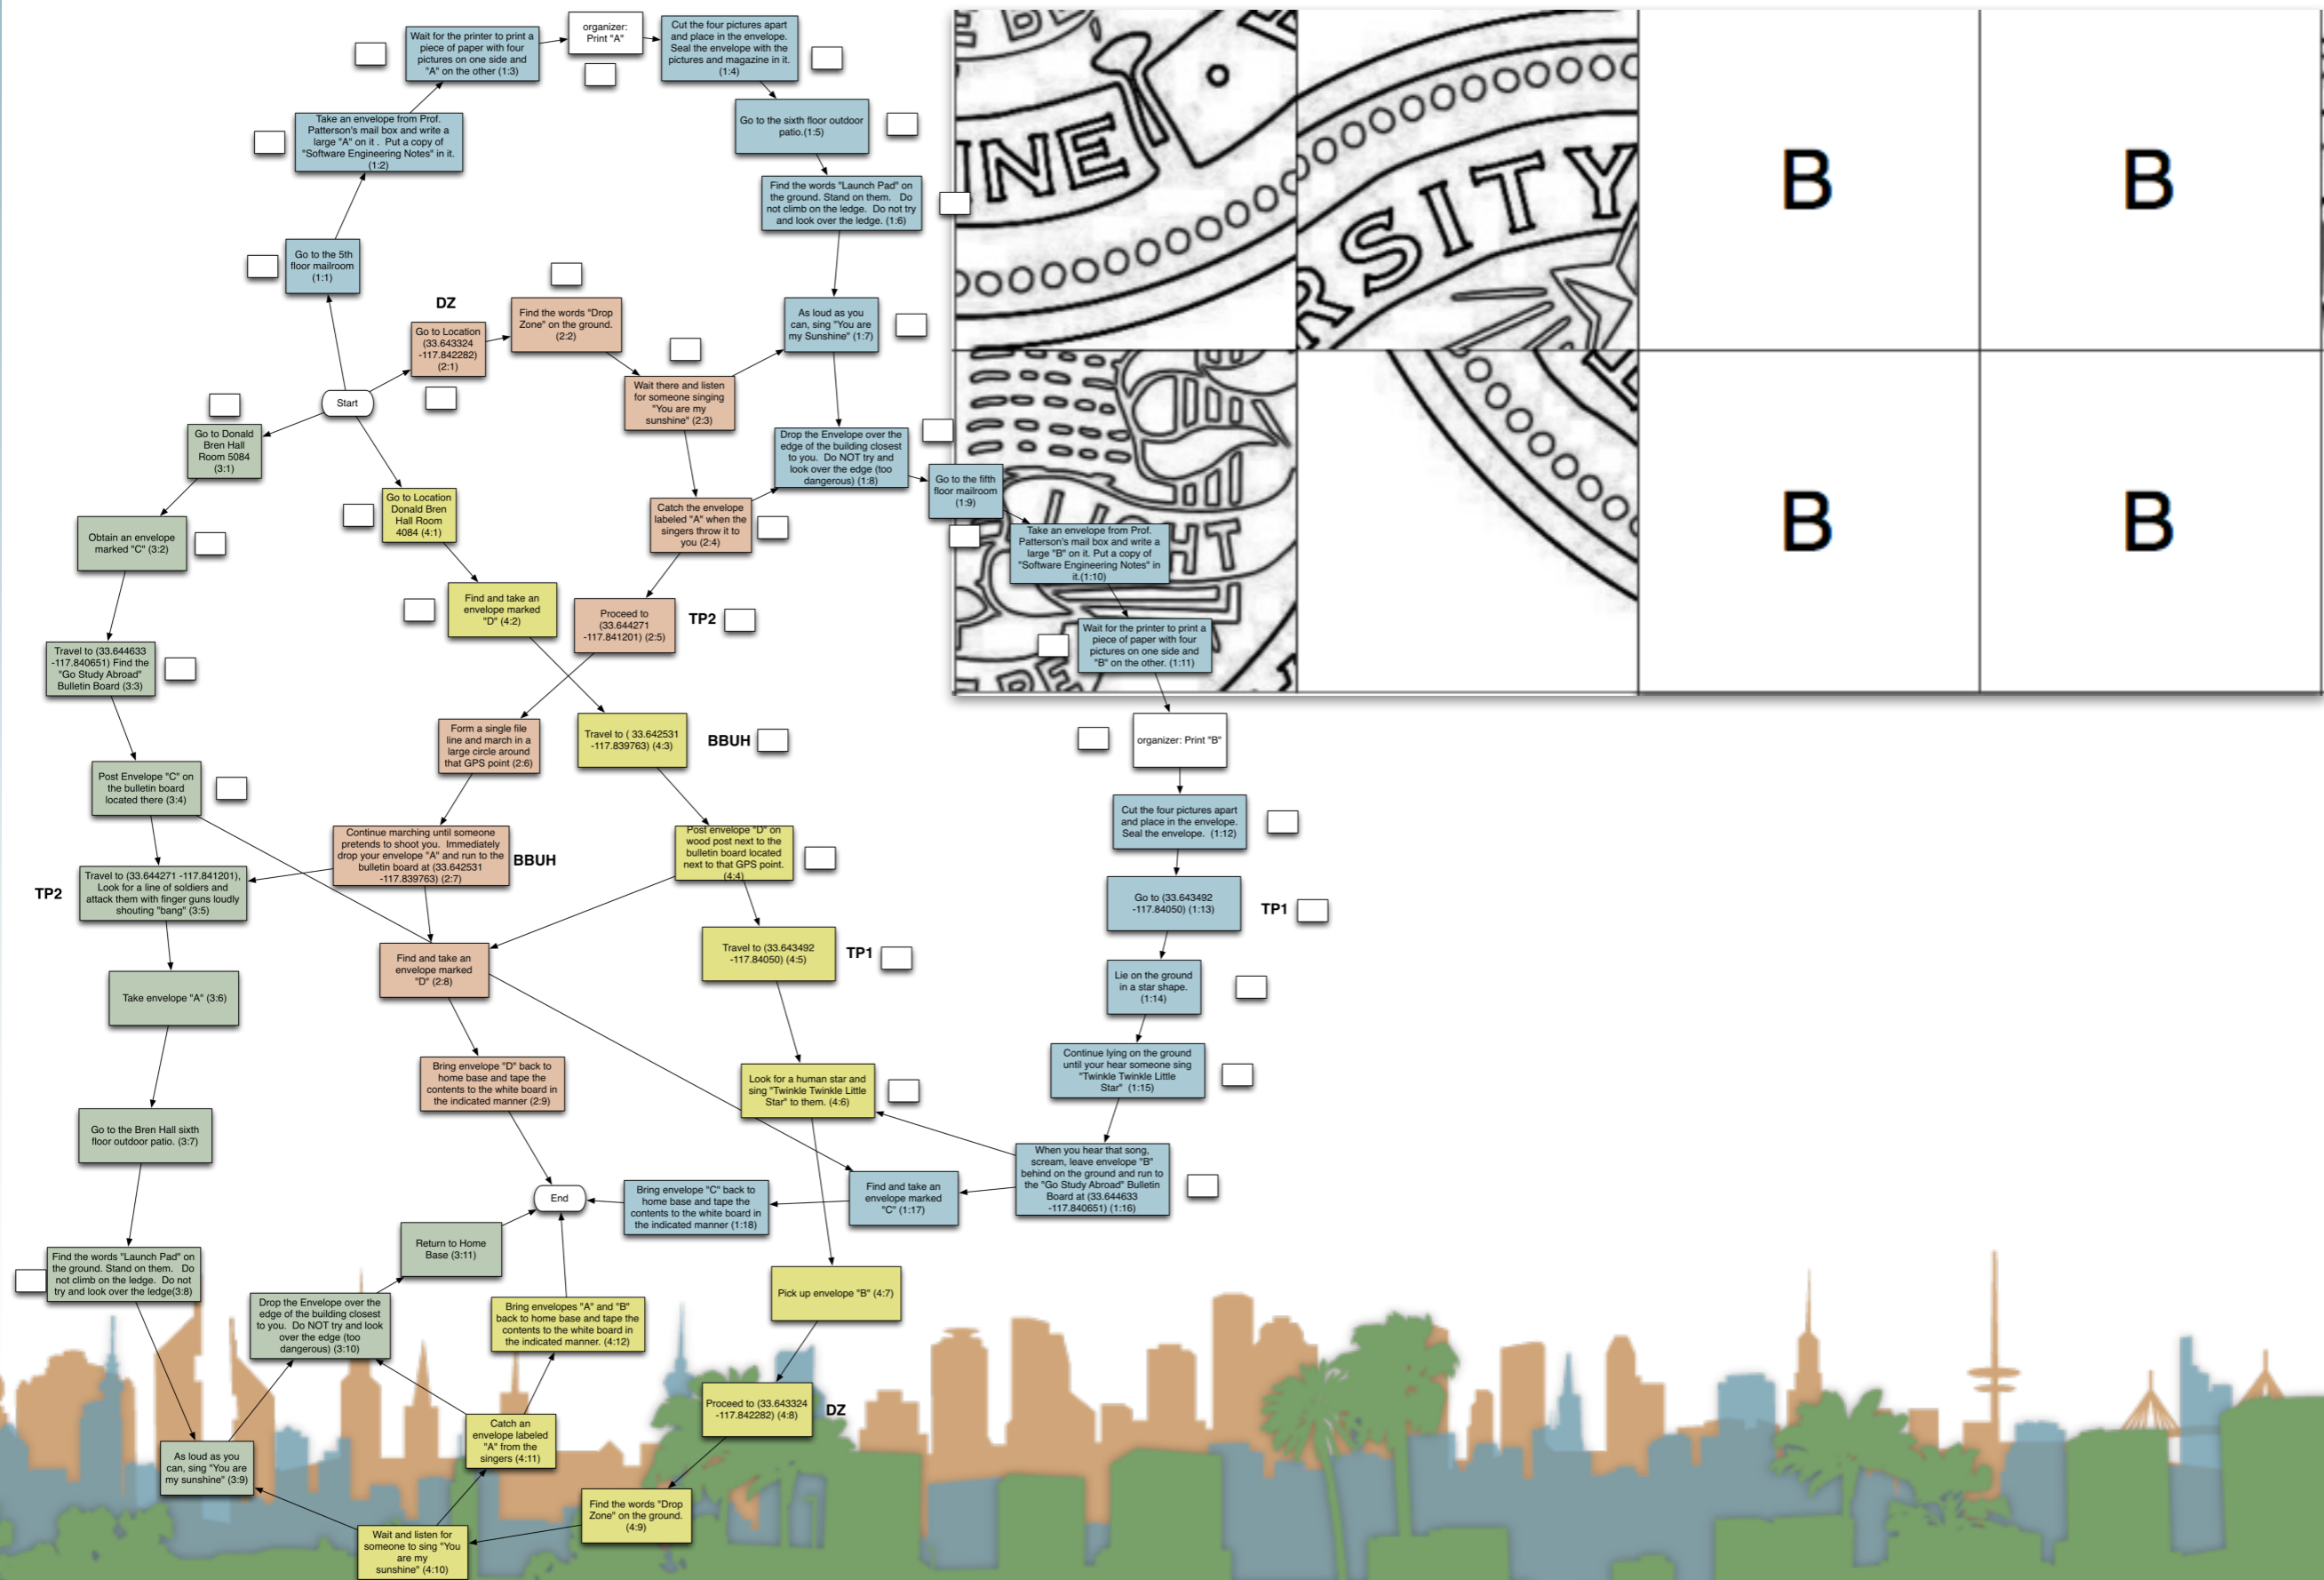 Wait for the printer to print a
piece of paper with four
pictures on one side and
"A" on the other (1:3)
organizer:
Print "A"
Cut the four pictures apart
and place in the envelope.
Seal the envelope with the
pictures and magazine in it.
(1:4)
Take an envelope from Prof.
Patterson's mail box and write a
large "A" on it . Put a copy of
"Software Engineering Notes" in it.
(1:2)
Go to the sixth floor outdoor
patio.(1:5)
Find the words "Launch Pad" on
the ground. Stand on them. Do
not climb on the ledge. Do not try
and look over the ledge. (1:6)
Go to the 5th
floor mailroom
(1:1)
DZ
Go to Location
(33.643324
-117.842282)
(2:1)
Find the words "Drop
Zone" on the ground.
(2:2)
As loud as you
can, sing "You are
my Sunshine" (1:7)
Wait there and listen
for someone singing
"You are my
sunshine" (2:3)
Start
Go to Donald
Bren Hall
Room 5084
(3:1)
Drop the Envelope over the
edge of the building closest
to you. Do NOT try and
look over the edge (too
dangerous) (1:8)
Go to the fifth
floor mailroom
(1:9)
Go to Location
Donald Bren
Hall Room
4084 (4:1)
Catch the envelope
labeled "A" when the
singers throw it to
you (2:4)
Take an envelope from Prof.
Patterson's mail box and write a
large "B" on it. Put a copy of
"Software Engineering Notes" in
it.(1:10)
Obtain an envelope
marked "C" (3:2)
Find and take an
envelope marked
"D" (4:2)
Proceed to
(33.644271
-117.841201) (2:5)
TP2
Wait for the printer to print a
piece of paper with four
pictures on one side and
"B" on the other. (1:11)
Travel to (33.644633
-117.840651) Find the
"Go Study Abroad"
Bulletin Board (3:3)
Form a single file
line and march in a
large circle around
that GPS point (2:6)
Travel to ( 33.642531
-117.839763) (4:3)
BBUH
organizer: Print "B"
Post Envelope "C" on
the bulletin board
located there (3:4)
Cut the four pictures apart
and place in the envelope.
Seal the envelope. (1:12)
Continue marching until someone
pretends to shoot you. Immediately
drop your envelope "A" and run to the
bulletin board at (33.642531
-117.839763) (2:7)
BBUH
Post envelope "D" on
wood post next to the
bulletin board located
next to that GPS point.
(4:4)
TP2
Travel to (33.644271 -117.841201),
Look for a line of soldiers and
attack them with finger guns loudly
shouting "bang" (3:5)
Go to (33.643492
-117.84050) (1:13)
TP1
Travel to (33.643492
-117.84050) (4:5)
TP1
Find and take an
envelope marked
"D" (2:8)
Take envelope "A" (3:6)
Lie on the ground
in a star shape.
(1:14)
Bring envelope "D" back to
home base and tape the
contents to the white board in
the indicated manner (2:9)
Look for a human star and
sing "Twinkle Twinkle Little
Star" to them. (4:6)
Continue lying on the ground
until your hear someone sing
"Twinkle Twinkle Little
Star" (1:15)
Go to the Bren Hall sixth
floor outdoor patio. (3:7)
When you hear that song,
scream, leave envelope "B"
behind on the ground and run to
the "Go Study Abroad" Bulletin
Board at (33.644633
-117.840651) (1:16)
End
Bring envelope "C" back to
home base and tape the
contents to the white board in
the indicated manner (1:18)
Find and take an
envelope marked
"C" (1:17)
Return to Home
Base (3:11)
Find the words "Launch Pad" on
the ground. Stand on them. Do
not climb on the ledge. Do not
try and look over the ledge(3:8)
Drop the Envelope over the
edge of the building closest
to you. Do NOT try and look
over the edge (too
dangerous) (3:10)
Bring envelopes "A" and "B"
back to home base and tape the
contents to the white board in
the indicated manner. (4:12)
Pick up envelope "B" (4:7)
Proceed to (33.643324
-117.842282) (4:8)
DZ
Catch an
envelope labeled
"A" from the
singers (4:11)
As loud as you
can, sing "You are
my sunshine" (3:9)
Find the words "Drop
Zone" on the ground.
(4:9)
Wait and listen for
someone to sing "You
are my
sunshine" (4:10)
INE
RSITY
B
B
B
B